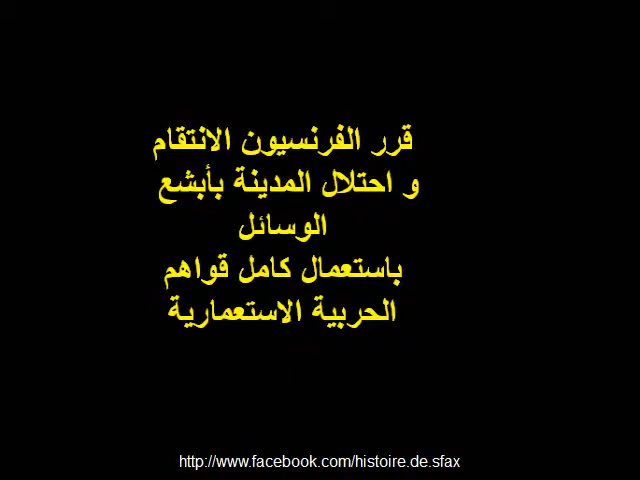 قرر الفرنسيون الانتقام
و احتلال المدينة بأبشع
الوسائل
باستعمال كامل قواهم
الحربية الاستعمارية
http://www.facebook.com/histoire.de.sfax